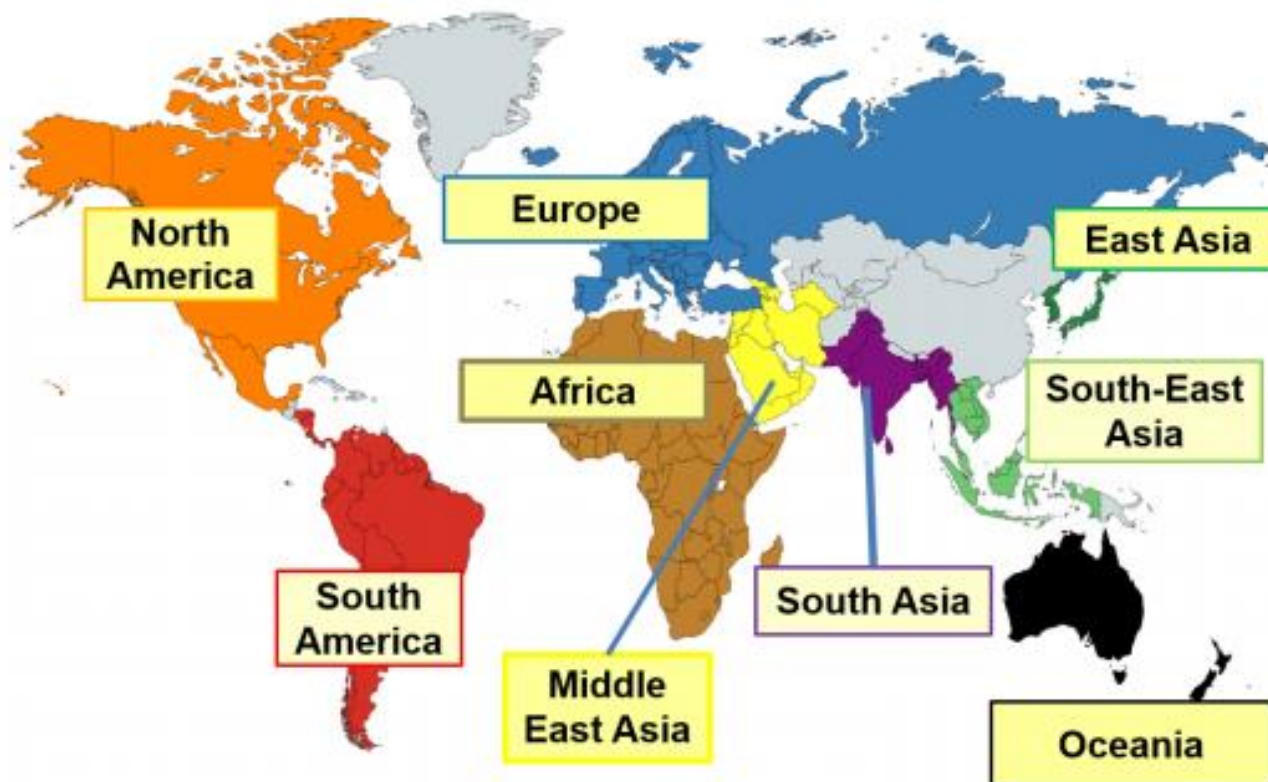 North
America
Europe
East Asia
Africa
South-East
Asia
South Asia
South
America
Middle
East Asia
Oceania